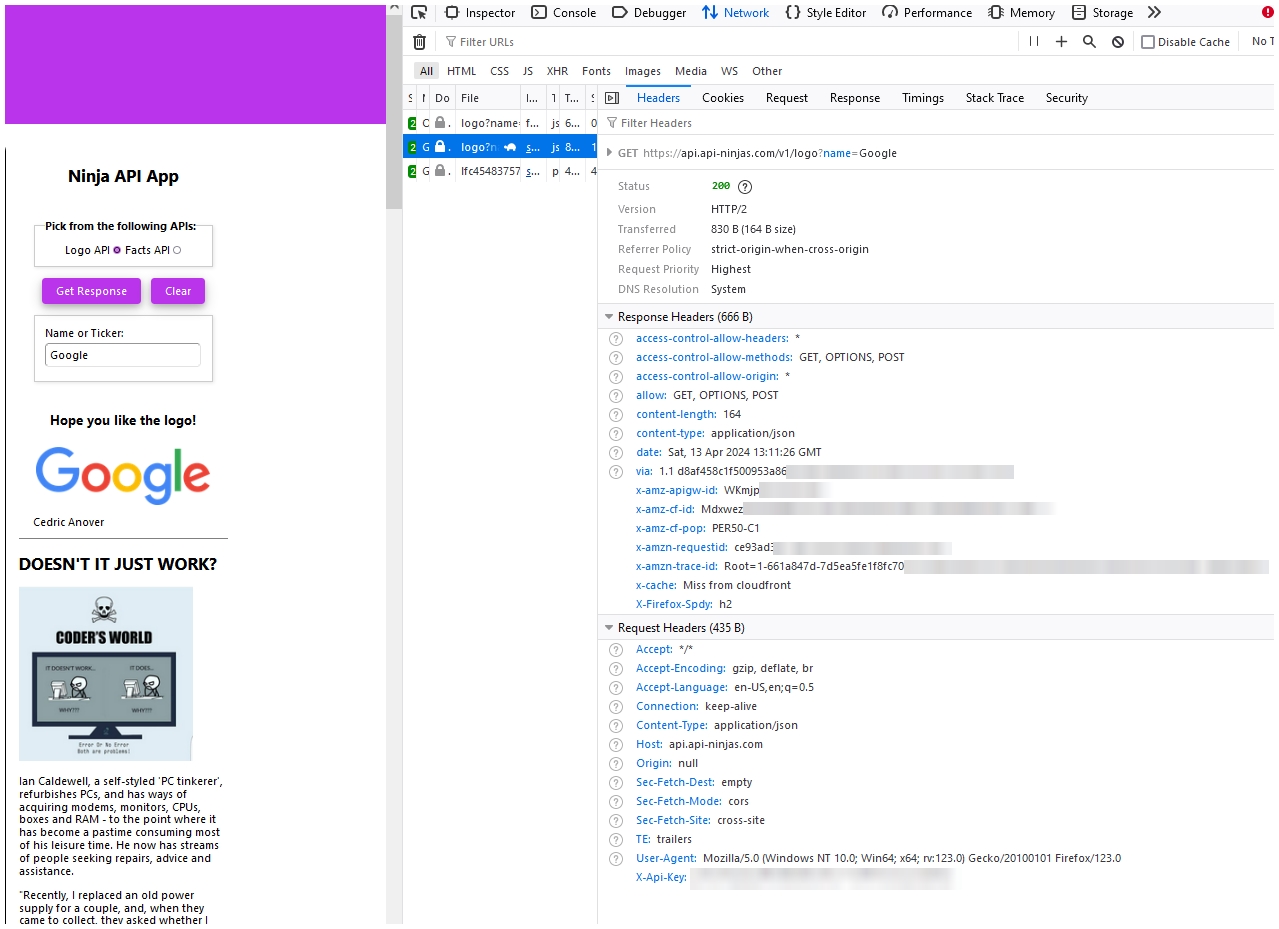 Ninja API App
Pick from the following APIs:
Logo API Facts API
Get Response Clear
Name or Ticker:
Google
Hope you like the logo!
Google
Cedric Anover
DOESN'T IT JUST WORK?
CODER'S WORLD
IT DOESN'T WORK... IT DOES...
WHY??? WHY???
Error Or No Error
Both are problems!
Ian Caldwell, a self-styled 'PC tinkerer',
refurbishes PCs, and has ways of
acquiring modems, monitors, CPUs,
boxes and RAM - to the point where it
has become a pastime consuming most
of his leisure time. He now has streams
of people seeking repairs, advice and
assistance.
"Recently, I replaced an old power
supply for a couple, and, when they
came to collect, they asked whether I
Inspector Console Debugger Network Style Editor Performance Memory Storage
Filter URLs Disable Cache No T
All HTML CSS JS XHR Fonts Images Media WS Other
S M Do File I... T T... S
2 O . logo?name= f... js 6... 0
2 G . logo?n s... js 8... 1
2 G . lfc45483757 s... p 4... 4
Headers Cookies Request Response Timings Stack Trace Security
Filter Headers
GET https://api.api-ninjas.com/v1/logo?name=Google
Status 200
Version HTTP/2
Transferred 830 B (164 B size)
Referrer Policy strict-origin-when-cross-origin
Request Priority Highest
DNS Resolution System
Response Headers (666 B)
access-control-allow-headers: *
access-control-allow-methods: GET, OPTIONS, POST
access-control-allow-origin: *
allow: GET, OPTIONS, POST
content-length: 164
content-type: application/json
date: Sat, 13 Apr 2024 13:11:26 GMT
via: 1.1 d8af458c1f500953a86
x-amz-apigw-id: WKmjp
x-amz-cf-id: Mdxwez
x-amz-cf-pop: PER50-C1
x-amzn-requestid: ce93ad3
x-amzn-trace-id: Root=1-661a847d-7d5ea5fe1f8fc70
x-cache: Miss from cloudfront
X-Firefox-Spdy: h2
Request Headers (435 B)
Accept: */*
Accept-Encoding: gzip, deflate, br
Accept-Language: en-US,en;q=0.5
Connection: keep-alive
Content-Type: application/json
Host: api.api-ninjas.com
Origin: null
Sec-Fetch-Dest: empty
Sec-Fetch-Mode: cors
Sec-Fetch-Site: cross-site
TE: trailers
User-Agent: Mozilla/5.0 (Windows NT 10.0; Win64; x64; rv:123.0) Gecko/20100101 Firefox/123.0
X-Api-Key: